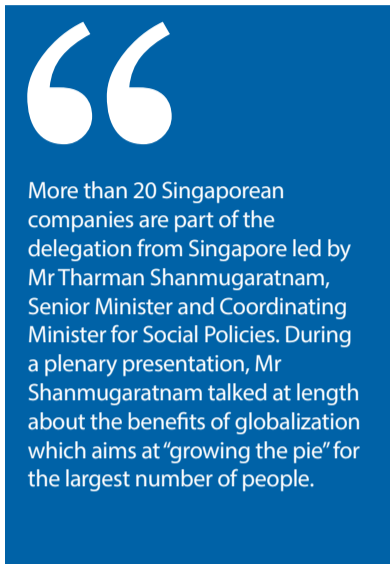 “
More than 20 Singaporean
companies are part of the
delegation from Singapore led by
Mr Tharman Shanmugaratnam,
Senior Minister and Coordinating
Minister for Social Policies. During
a plenary presentation, Mr
Shanmugaratnam talked at length
about the benefits of globalization
which aims at “growing the pie” for
the largest number of people.